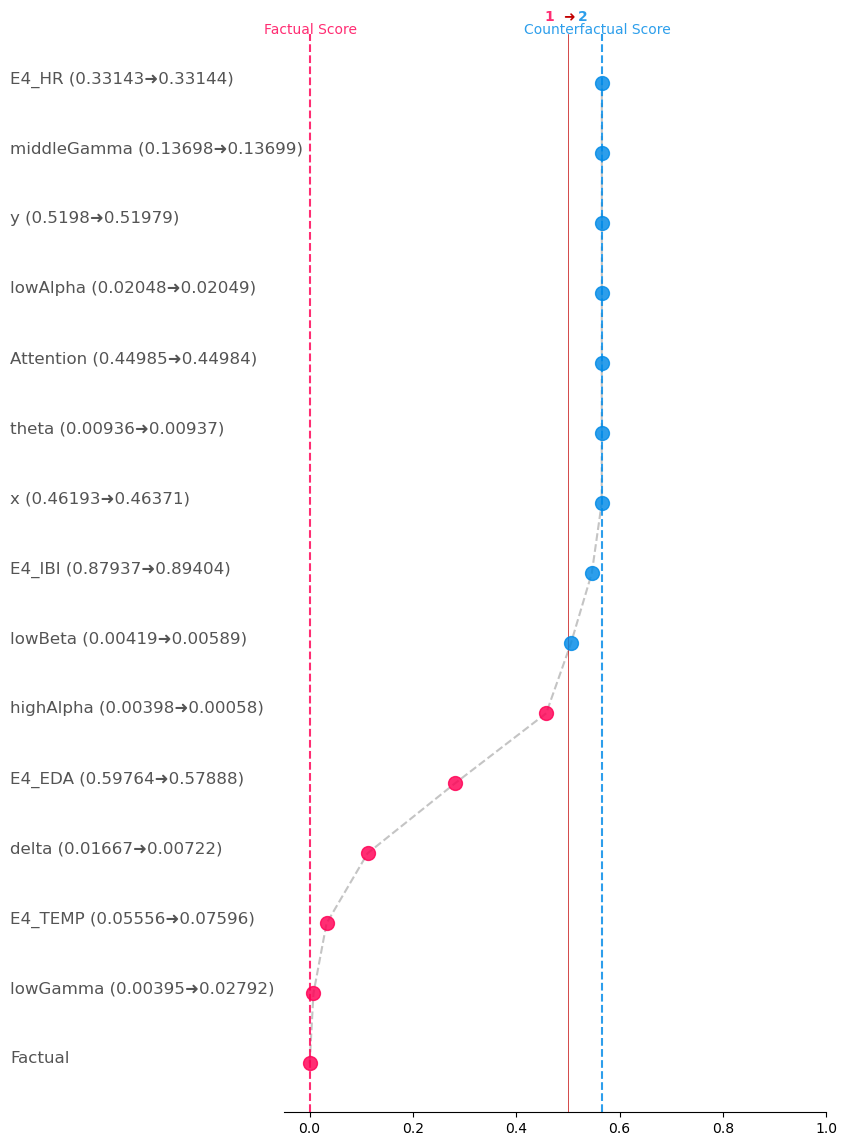 1 ➜ 2
Factual Score
Counterfactual Score
E4_HR (0.33143➜0.33144)
middleGamma (0.13698➜0.13699)
y (0.5198➜0.51979)
lowAlpha (0.02048➜0.02049)
Attention (0.44985➜0.44984)
theta (0.00936➜0.00937)
x (0.46193➜0.46371)
E4_IBI (0.87937➜0.89404)
lowBeta (0.00419➜0.00589)
highAlpha (0.00398➜0.00058)
E4_EDA (0.59764➜0.57888)
delta (0.01667➜0.00722)
E4_TEMP (0.05556➜0.07596)
lowGamma (0.00395➜0.02792)
Factual
0.0 0.2 0.4 0.6 0.8 1.0